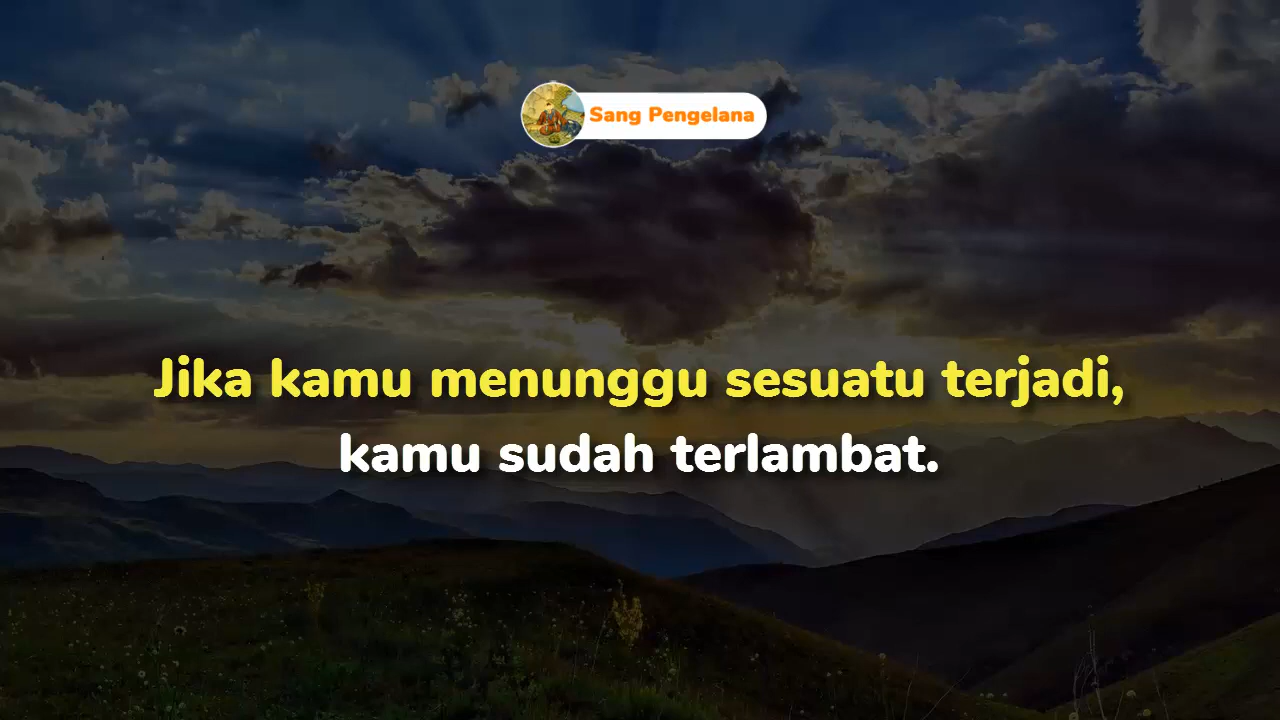 Sang Pengelana
Jika kamu menunggu sesuatu terjadi,
kamu sudah terlambat.